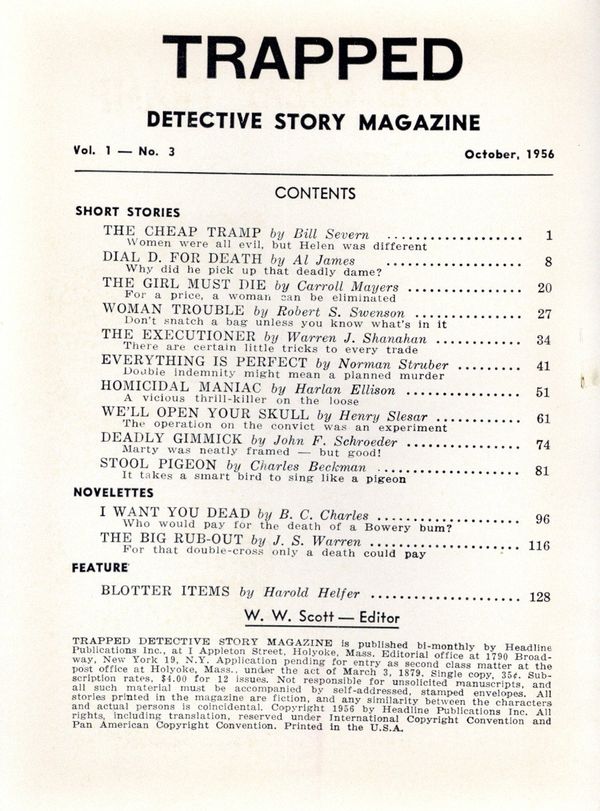 TRAPPED
DETECTIVE STORY MAGAZINE
Vol. 1 — No. 3 October, 1956
CONTENTS
SHORT STORIES
THE CHEAP TRAMP by Bill Severn .................... 1
Women were all evil, but Helen was different
DIAL D. FOR DEATH by Al James .................... 8
Why did he pick up that deadly dame?
THE GIRL MUST DIE by Carroll Mayers ................. 20
For a price, a woman can be eliminated
WOMAN TROUBLE by Robert S. Swenson ................. 27
Don't snatch a bag unless you know what's in it
THE EXECUTIONER by Warren J. Shanahan ............. 34
There are certain little tricks to every trade
EVERYTHING IS PERFECT by Norman Struber ......... 41
Double indemnity might mean a planned murder
HOMICIDAL MANIAC by Harlan Ellison ................. 51
A vicious thrill-killer on the loose
WE'LL OPEN YOUR SKULL by Henry Slesar ............. 61
The operation on the convict was an experiment
DEADLY GIMMICK by John F. Schroeder ................. 74
Marty was neatly framed — but good!
STOOL PIGEON by Charles Beckman ..................... 81
It takes a smart bird to sing like a pigeon
NOVELETTES
I WANT YOU DEAD by B. C. Charles ..................... 96
Who would pay for the death of a Bowery bum?
THE BIG RUB-OUT by J. S. Warren ..................... 116
For that double-cross only a death could pay
FEATURE
BLOTTER ITEMS by Harold Helfer ..................... 128
W. W. Scott — Editor
TRAPPED DETECTIVE STORY MAGAZINE is published bi-monthly by Headline
Publications Inc., at 1 Appleton Street, Holyoke, Mass. Editorial office at 1790 Broad-
way, New York 19, N.Y. Application pending for entry as second class matter at the
post office at Holyoke, Mass., under the act of March 3, 1879. Single copy, 35¢. Sub-
scription rates, $4.00 for 12 issues. Not responsible for unsolicited manuscripts, and
all such material must be accompanied by self-addressed, stamped envelopes. All
stories printed in the magazine are fiction, and any similarity between the characters
and actual persons is coincidental. Copyright 1956 by Headline Publications Inc. All
rights, including translation, reserved under International Copyright Convention and
Pan American Copyright Convention. Printed in the U.S.A.